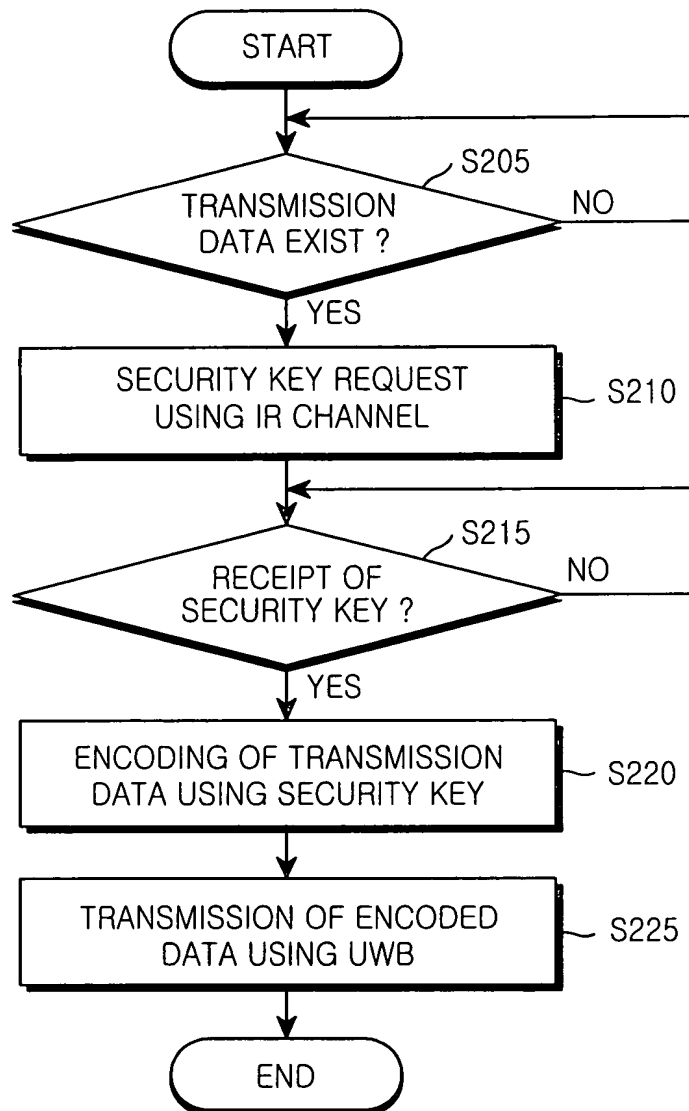 START
S205
TRANSMISSION
DATA EXIST ?
NO
YES
SECURITY KEY REQUEST
USING IR CHANNEL
S210
S215
RECEIPT OF
SECURITY KEY ?
NO
YES
ENCODING OF TRANSMISSION
DATA USING SECURITY KEY
S220
TRANSMISSION OF ENCODED
DATA USING UWB
S225
END